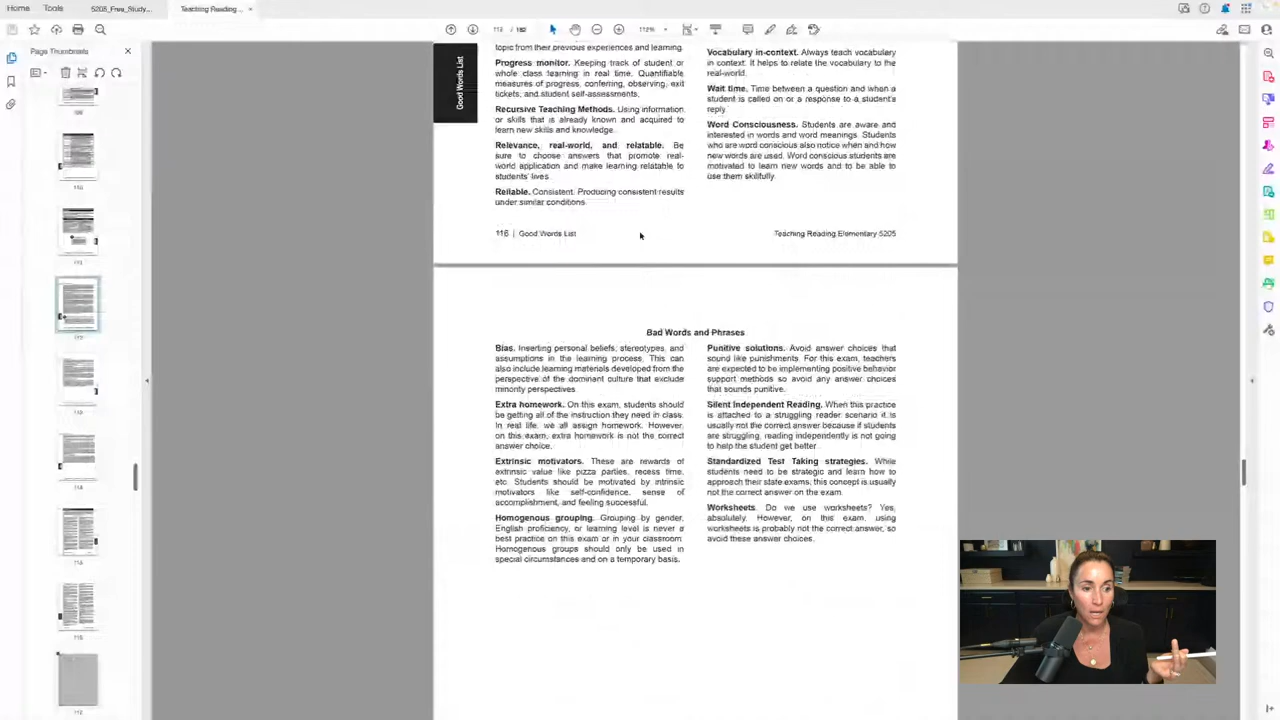 Home Tools 5205_Free_Study... Teaching Reading...
Page Thumbnails
113 / 182
112%
109
110
111
112
113
114
115
116
117
Good Words List
topic from their previous experiences and learning.
Progress monitor. Keeping track of student or
whole class learning in real time. Quantifiable
measures of progress, conferring, observing, exit
tickets, and student self-assessments.
Recursive Teaching Methods. Using information
or skills that is already known and acquired to
learn new skills and knowledge.
Relevance, real-world, and relatable. Be
sure to choose answers that promote real-
world application and make learning relatable to
students' lives.
Reliable. Consistent. Producing consistent results
under similar conditions.
Vocabulary in-context. Always teach vocabulary
in context. It helps to relate the vocabulary to the
real-world.
Wait time. Time between a question and when a
student is called on or a response to a student's
reply.
Word Consciousness. Students are aware and
interested in words and word meanings. Students
who are word conscious also notice when and how
new words are used. Word conscious students are
motivated to learn new words and to be able to
use them skillfully.
116 | Good Words List
Teaching Reading Elementary 5205
Bad Words and Phrases
Bias. Inserting personal beliefs, stereotypes, and
assumptions in the learning process. This can
also include learning materials developed from the
perspective of the dominant culture that exclude
minority perspectives.
Extra homework. On this exam, students should
be getting all of the instruction they need in class.
In real life, we all assign homework. However,
on this exam, extra homework is not the correct
answer choice.
Extrinsic motivators. These are rewards of
extrinsic value like pizza parties, recess time,
etc. Students should be motivated by intrinsic
motivators like self-confidence, sense of
accomplishment, and feeling successful.
Homogenous grouping. Grouping by gender,
English proficiency, or learning level is never a
best practice on this exam or in your classroom.
Homogenous groups should only be used in
special circumstances and on a temporary basis.
Punitive solutions. Avoid answer choices that
sound like punishments. For this exam, teachers
are expected to be implementing positive behavior
support methods so avoid any answer choices
that sounds punitive.
Silent Independent Reading. When this practice
is attached to a struggling reader scenario it is
usually not the correct answer because if students
are struggling, reading independently is not going
to help the student get better.
Standardized Test Taking strategies. While
students need to be strategic and learn how to
approach their state exams, this concept is usually
not the correct answer on the exam.
Worksheets. Do we use worksheets? Yes,
absolutely. However, on this exam, using
worksheets is probably not the correct answer, so
avoid these answer choices.